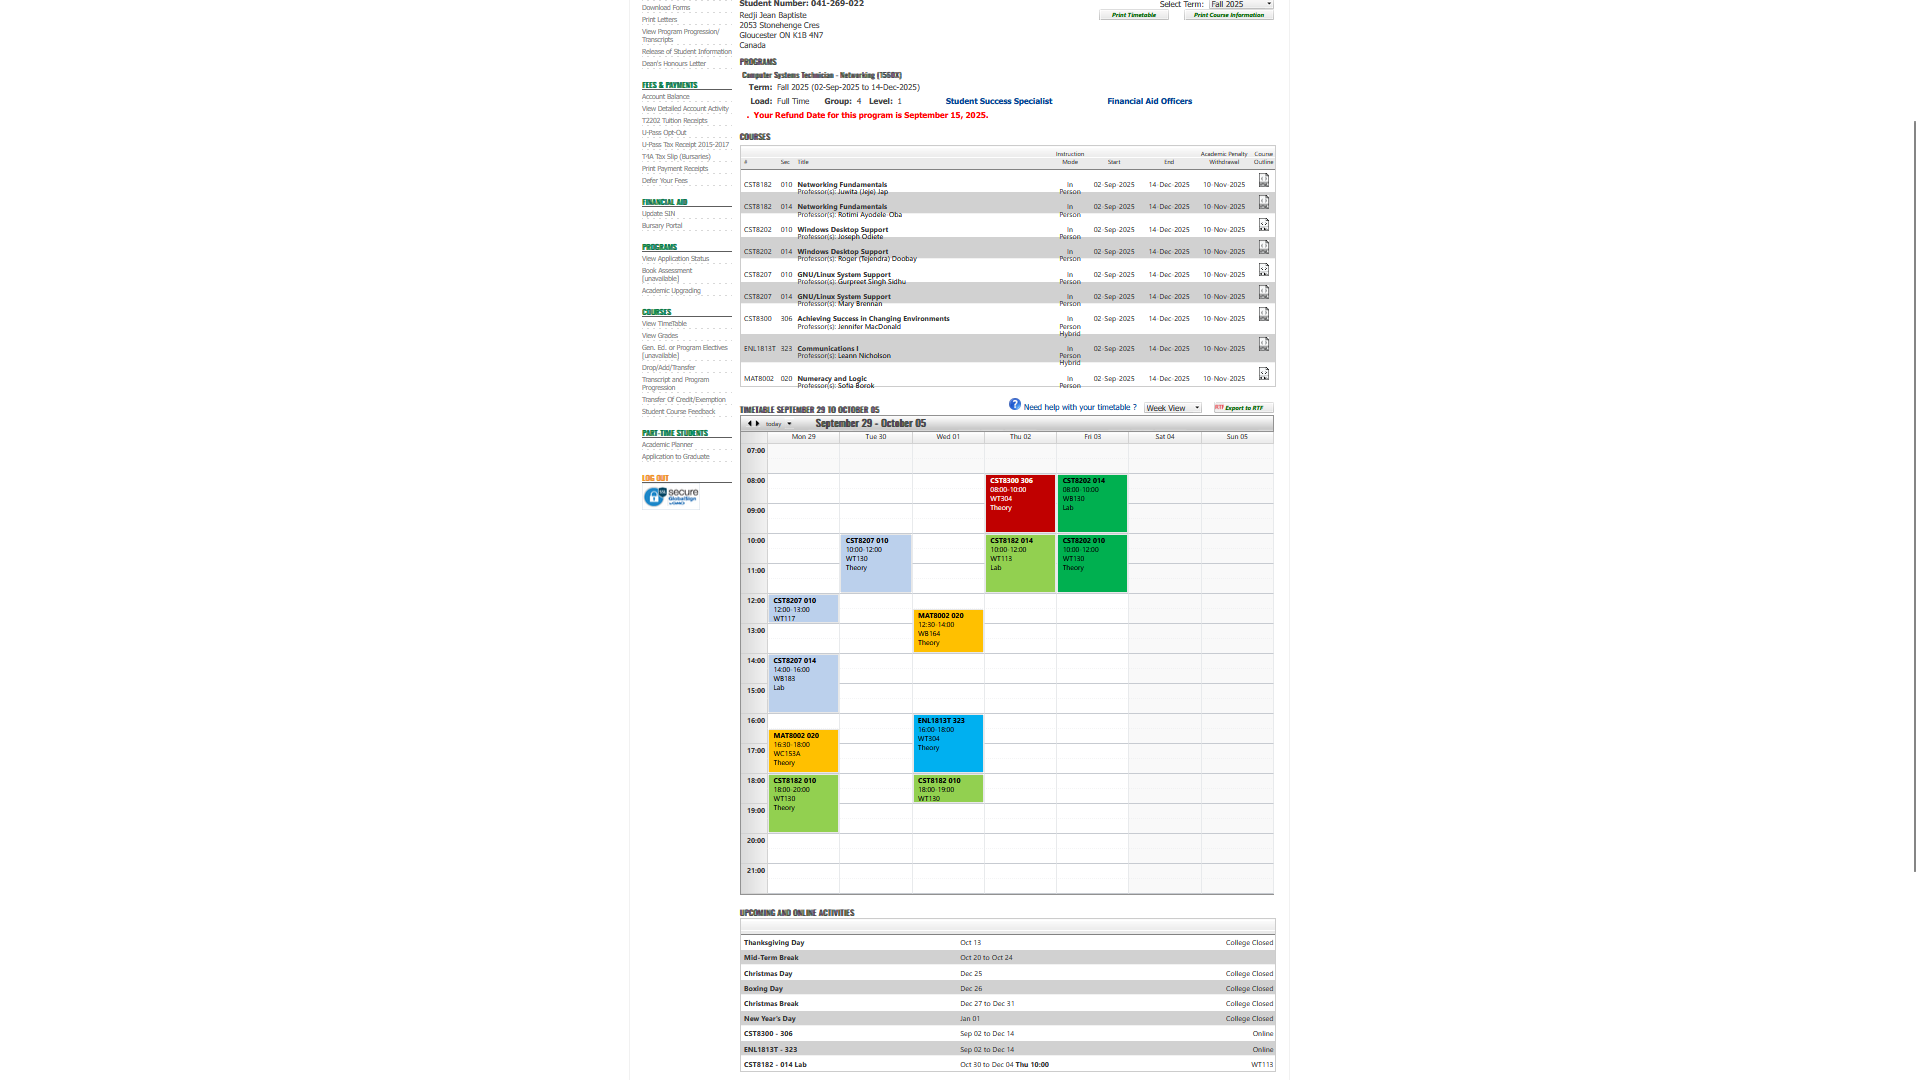 Download Forms
Print Letters
View Program Progression/
Transcripts
Release of Student Information
Dean's Honours Letter
FEES & PAYMENTS
Account Balance
View Detailed Account Activity
T2202 Tuition Receipts
U-Pass Opt-Out
U-Pass Tax Receipt 2015-2017
T4A Tax Slip (Bursaries)
Print Payment Receipts
Defer Your Fees
FINANCIAL AID
Update SIN
Bursary Portal
PROGRAMS
View Application Status
Book Assessment
[unavailable]
Academic Upgrading
COURSES
View TimeTable
View Grades
Gen. Ed. or Program Electives
[unavailable]
Drop/Add/Transfer
Transcript and Program
Progression
Transfer Of Credit/Exemption
Student Course Feedback
PART-TIME STUDENTS
Academic Planner
Application to Graduate
LOG OUT
secure
GlobalSign
Student Number: 041-269-022
Redji Jean Baptiste
2053 Stonehenge Cres
Gloucester ON K1B 4N7
Canada
Select Term: Fall 2025
Print Timetable Print Course Information
PROGRAMS
Computer Systems Technician - Networking (1560X)
Term: Fall 2025 (02-Sep-2025 to 14-Dec-2025)
Load: Full Time Group: 4 Level: 1 Student Success Specialist Financial Aid Officers
. Your Refund Date for this program is September 15, 2025.
COURSES
# Sec Title Instruction Mode Start End Academic Penalty Withdrawal Course Outline
CST8182 010 Networking Fundamentals In Person 02-Sep-2025 14-Dec-2025 10-Nov-2025
Professor(s): Juwita (Jeje) Jap
CST8182 014 Networking Fundamentals In Person 02-Sep-2025 14-Dec-2025 10-Nov-2025
Professor(s): Rotimi Ayodele Oba
CST8202 010 Windows Desktop Support In Person 02-Sep-2025 14-Dec-2025 10-Nov-2025
Professor(s): Joseph Odiete
CST8202 014 Windows Desktop Support In Person 02-Sep-2025 14-Dec-2025 10-Nov-2025
Professor(s): Roger (Tejendra) Doobay
CST8207 010 GNU/Linux System Support In Person 02-Sep-2025 14-Dec-2025 10-Nov-2025
Professor(s): Gurpreet Singh Sidhu
CST8207 014 GNU/Linux System Support In Person 02-Sep-2025 14-Dec-2025 10-Nov-2025
Professor(s): Mary Brennan
CST8300 306 Achieving Success in Changing Environments In Person Hybrid 02-Sep-2025 14-Dec-2025 10-Nov-2025
Professor(s): Jennifer MacDonald
ENL1813T 323 Communications I In Person Hybrid 02-Sep-2025 14-Dec-2025 10-Nov-2025
Professor(s): Leann Nicholson
MAT8002 020 Numeracy and Logic In Person 02-Sep-2025 14-Dec-2025 10-Nov-2025
Professor(s): Sofia Borok
TIMETABLE SEPTEMBER 29 TO OCTOBER 05
? Need help with your timetable ? Week View RTF Export to RTF
today September 29 - October 05
Mon 29 Tue 30 Wed 01 Thu 02 Fri 03 Sat 04 Sun 05
07:00
08:00
09:00
10:00
11:00
12:00
13:00
14:00
15:00
16:00
17:00
18:00
19:00
20:00
21:00
CST8207 010
12:00-13:00
WT117
CST8207 014
14:00-16:00
WB183
Lab
MAT8002 020
16:30-18:00
WC153A
Theory
CST8182 010
18:00-20:00
WT130
Theory
CST8207 010
10:00-12:00
WT130
Theory
MAT8002 020
12:30-14:00
WB164
Theory
ENL1813T 323
16:00-18:00
WT304
Theory
CST8182 010
18:00-19:00
WT130
CST8300 306
08:00-10:00
WT304
Theory
CST8182 014
10:00-12:00
WT113
Lab
CST8202 014
08:00-10:00
WB130
Lab
CST8202 010
10:00-12:00
WT130
Theory
UPCOMING AND ONLINE ACTIVITIES
Thanksgiving Day Oct 13 College Closed
Mid-Term Break Oct 20 to Oct 24
Christmas Day Dec 25 College Closed
Boxing Day Dec 26 College Closed
Christmas Break Dec 27 to Dec 31 College Closed
New Year's Day Jan 01 College Closed
CST8300 - 306 Sep 02 to Dec 14 Online
ENL1813T - 323 Sep 02 to Dec 14 Online
CST8182 - 014 Lab Oct 30 to Dec 04 Thu 10:00 WT113